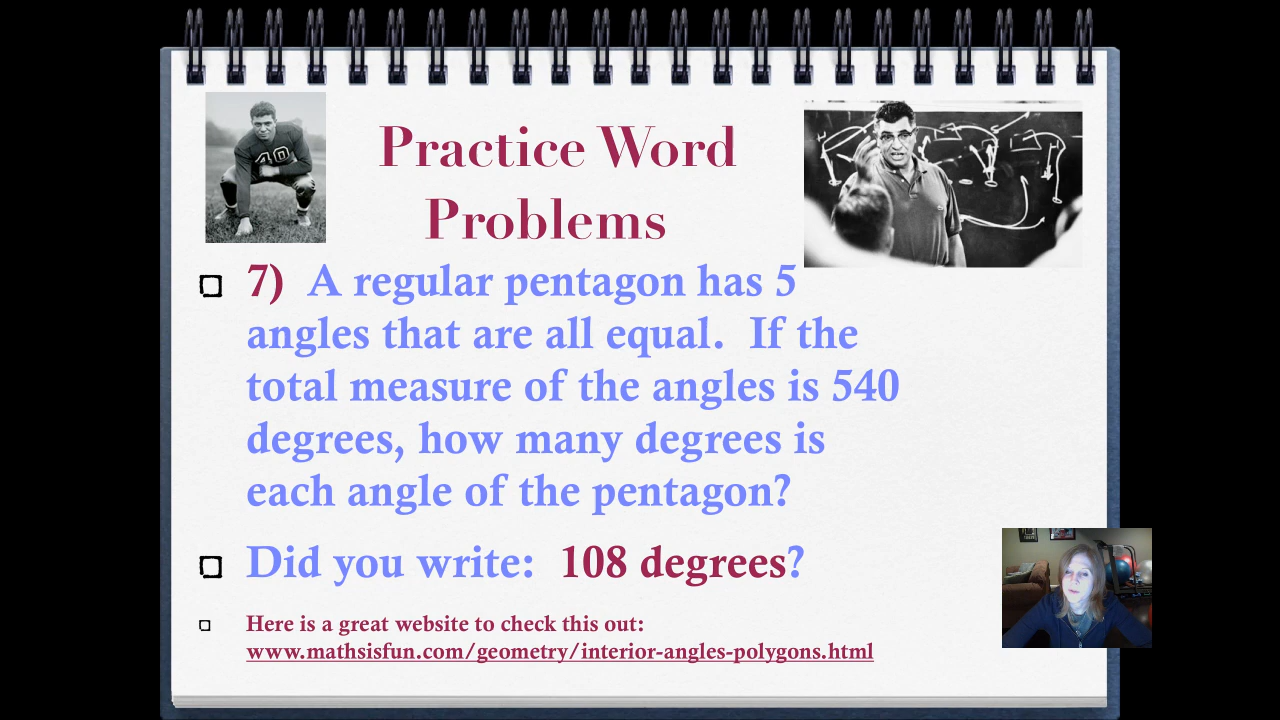 Practice Word
Problems
40
7) A regular pentagon has 5
angles that are all equal. If the
total measure of the angles is 540
degrees, how many degrees is
each angle of the pentagon?
Did you write: 108 degrees?
Here is a great website to check this out:
www.mathsisfun.com/geometry/interior-angles-polygons.html